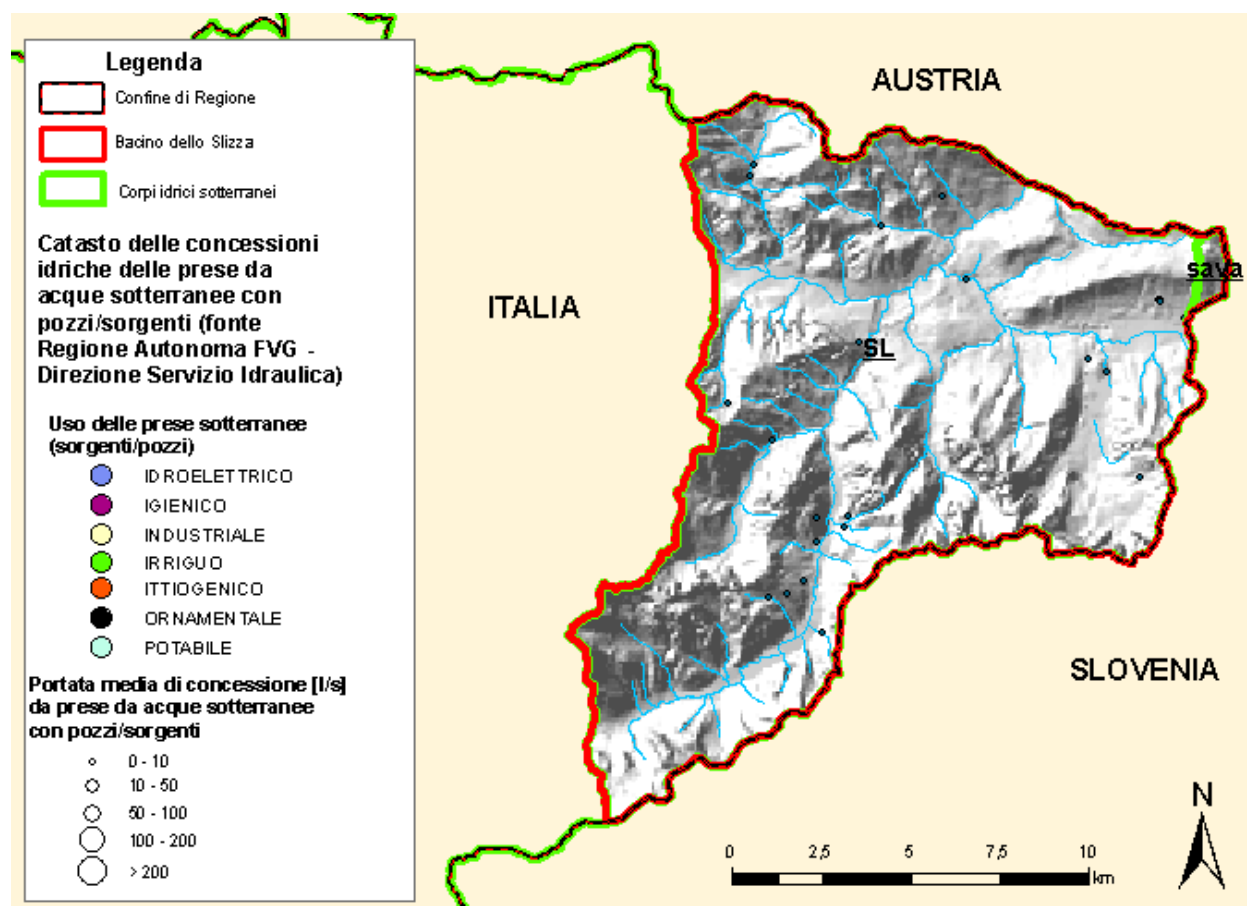 Legenda
Confine di Regione
Bacino dello Slizza
Corpi idrici sotterranei
Catasto delle concessioni
idriche delle prese da
acque sotterranee con
pozzi/sorgenti (fonte
Regione Autonoma FVG -
Direzione Servizio Idraulica)
Uso delle prese sotterranee
(sorgenti/pozzi)
IDROELETTRICO
IGIENICO
INDUSTRIALE
IRRIGUO
ITTIOGENICO
ORNAMENTALE
POTABILE
Portata media di concessione [l/s]
da prese da acque sotterranee
con pozzi/sorgenti
0 - 10
10 - 50
50 - 100
100 - 200
> 200
AUSTRIA
ITALIA
sava
SL
SLOVENIA
N
0 2,5 5 7,5 10
km